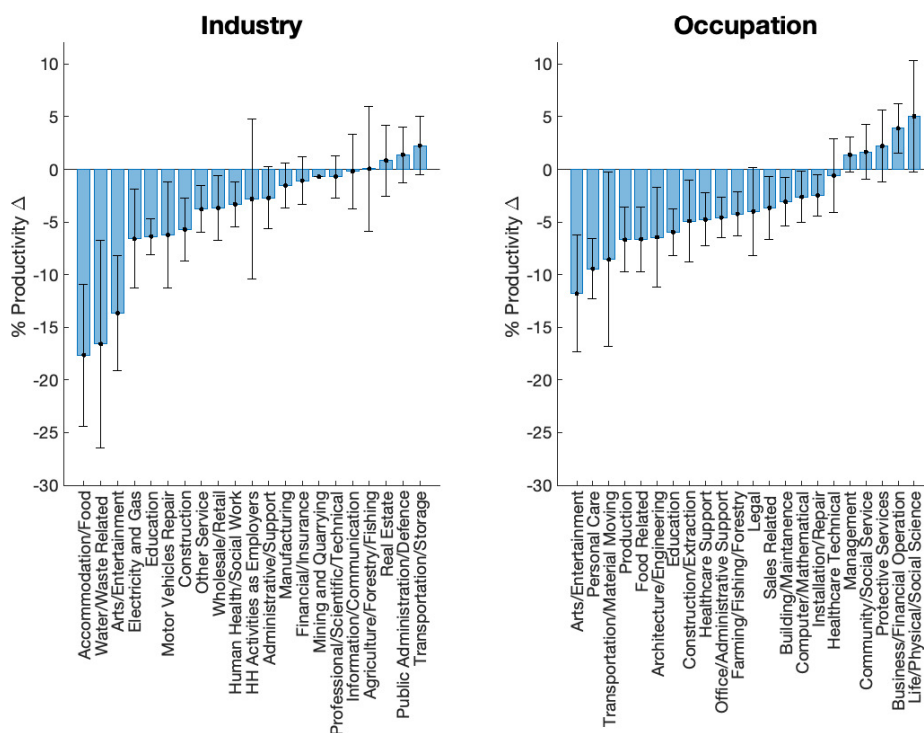 Industry
% Productivity Δ
10
5
0
-5
-10
-15
-20
-25
-30
Accommodation/Food
Water/Waste Related
Arts/Entertainment
Electricity and Gas
Education
Motor Vehicles Repair
Construction
Other Service
Wholesale/Retail
Human Health/Social Work
HH Activities as Employers
Administrative/Support
Manufacturing
Financial/Insurance
Mining and Quarrying
Professional/Scientific/Technical
Information/Communication
Agriculture/Forestry/Fishing
Real Estate
Public Administration/Defence
Transportation/Storage
Occupation
% Productivity Δ
10
5
0
-5
-10
-15
-20
-25
-30
Arts/Entertainment
Personal Care
Transportation/Material Moving
Production
Food Related
Architecture/Engineering
Education
Construction/Extraction
Healthcare Support
Office/Administrative Support
Farming/Fishing/Forestry
Legal
Sales Related
Building/Maintanence
Computer/Mathematical
Installation/Repair
Healthcare Technical
Management
Community/Social Service
Protective Services
Business/Financial Operation
Life/Physical/Social Science